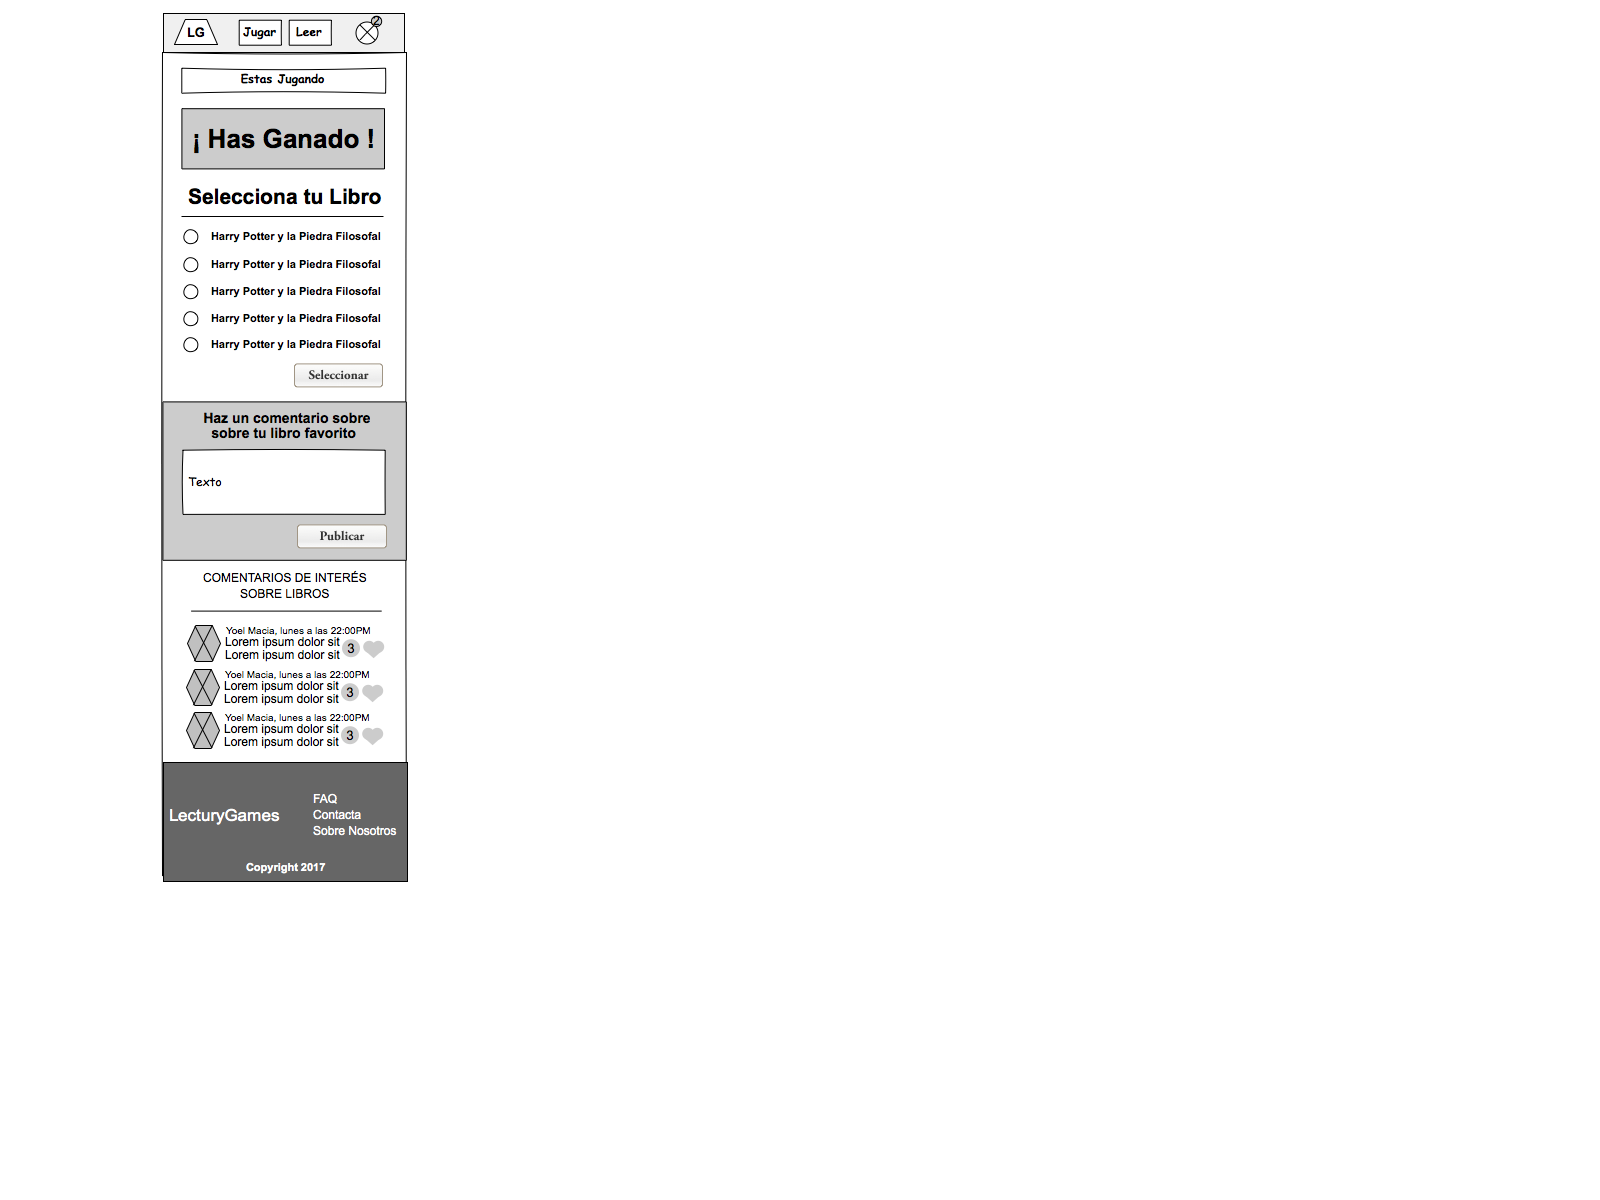 LG
Jugar
Leer
2
Estas Jugando
¡ Has Ganado !
Selecciona tu Libro
Harry Potter y la Piedra Filosofal
Harry Potter y la Piedra Filosofal
Harry Potter y la Piedra Filosofal
Harry Potter y la Piedra Filosofal
Harry Potter y la Piedra Filosofal
Seleccionar
Haz un comentario sobre
sobre tu libro favorito
Texto
Publicar
COMENTARIOS DE INTERÉS
SOBRE LIBROS
Yoel Macia, lunes a las 22:00PM
Lorem ipsum dolor sit
Lorem ipsum dolor sit
3
Yoel Macia, lunes a las 22:00PM
Lorem ipsum dolor sit
Lorem ipsum dolor sit
3
Yoel Macia, lunes a las 22:00PM
Lorem ipsum dolor sit
Lorem ipsum dolor sit
3
LecturyGames
FAQ
Contacta
Sobre Nosotros
Copyright 2017